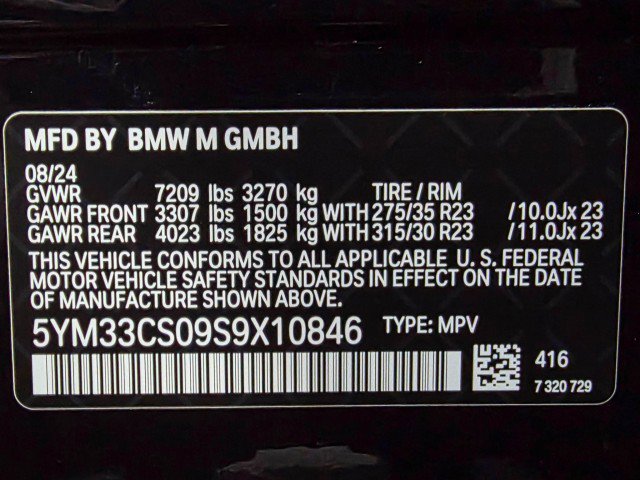 MFD BY BMW M GMBH
08/24
GVWR 7209 lbs 3270 kg TIRE / RIM
GAWR FRONT 3307 lbs 1500 kg WITH 275/35 R23 /10.0Jx 23
GAWR REAR 4023 lbs 1825 kg WITH 315/30 R23 /11.0Jx 23
THIS VEHICLE CONFORMS TO ALL APPLICABLE U. S. FEDERAL
MOTOR VEHICLE SAFETY STANDARDS IN EFFECT ON THE DATE
OF MANUFACTURE SHOWN ABOVE.
5YM33CS09S9X10846 TYPE: MPV
416
7 320 729